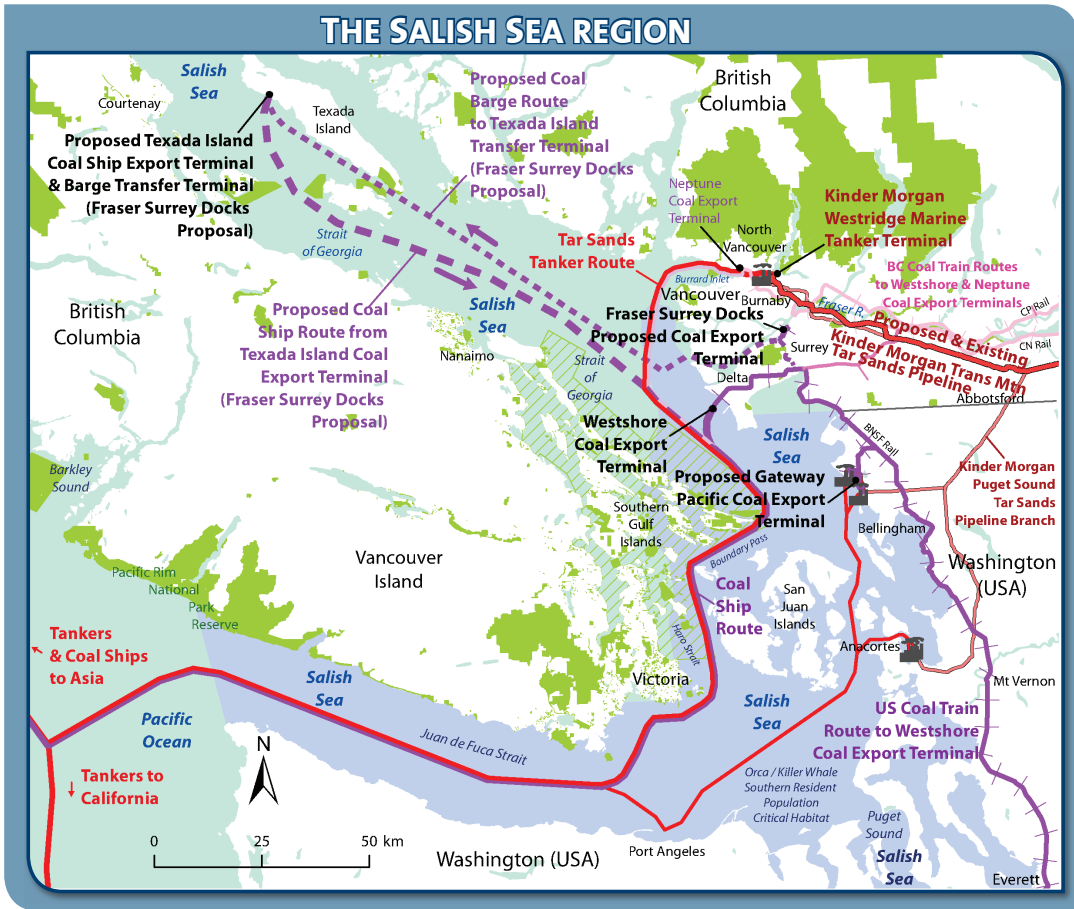 THE SALISH SEA REGION
Salish
Sea
Courtenay
Texada
Island
Proposed Coal
Barge Route
to Texada Island
Transfer Terminal
(Fraser Surrey Docks
Proposal)
British
Columbia
Proposed Texada Island
Coal Ship Export Terminal
& Barge Transfer Terminal
(Fraser Surrey Docks
Proposal)
Neptune
Coal Export
Terminal
Kinder Morgan
Westridge Marine
Tanker Terminal
North
Vancouver
Strait
of Georgia
Tar Sands
Tanker Route
BC Coal Train Routes
to Westshore & Neptune
Coal Export Terminals
Burrard Inlet
Vancouver
Burnaby
Fraser R.
CP Rail
CN Rail
British
Columbia
Proposed Coal
Ship Route from
Texada Island Coal
Export Terminal
(Fraser Surrey Docks
Proposal)
Salish
Sea
Nanaimo
Fraser Surrey Docks
Proposed Coal Export
Terminal
Surrey
Proposed & Existing
Kinder Morgan Trans Mtn
Tar Sands Pipeline
Strait
of
Georgia
Delta
Abbotsford
Westshore
Coal Export
Terminal
Salish
Sea
BNSF Rail
Barkley
Sound
Proposed Gateway
Pacific Coal Export
Terminal
Kinder Morgan
Puget Sound
Tar Sands
Pipeline Branch
Southern
Gulf
Islands
Bellingham
Boundary Pass
Vancouver
Island
Washington
(USA)
Pacific Rim
National
Park
Reserve
Coal
Ship
Route
San
Juan
Islands
Haro Strait
Tankers
& Coal Ships
to Asia
Anacortes
Salish
Sea
Victoria
Mt Vernon
Salish
Sea
Pacific
Ocean
US Coal Train
Route to Westshore
Coal Export Terminal
Juan de Fuca Strait
N
Tankers to
California
Orca / Killer Whale
Southern Resident
Population
Critical Habitat
Puget
Sound
0 25 50 km
Washington (USA)
Port Angeles
Salish
Sea
Everett